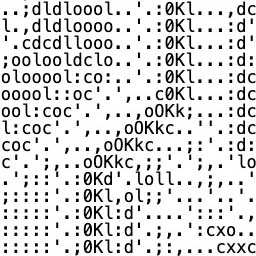 ..;dldloool..'.:0Kl...,dc
l.,dldloooo..'.:0Kl...:d'
'.cdcdllooo..'.:0Kl...:d'
;oolooldclo..'.:0Kl...:d:
olooool:co:..'.:0Kl...:dc
ooool::oc'.',..c0Kl...:dc
ool:coc'.',..,oOKk;...:dc
l:coc'.',..,oOKkc..''.:dc
coc'.',..,oOKkc...;:'.:d:
c'.';,..oOKkc,;;'.';,.'lo
.';::'.:0Kd'.loll..,;,..'
;::::'.:0Kl,ol;;'...'..'.
:::::'.:0Kl:d'....':::'.,
:::::'.:0Kl:d'.;,.':cxo..
:::::'.;0Kl:d'.;:,...cxxc